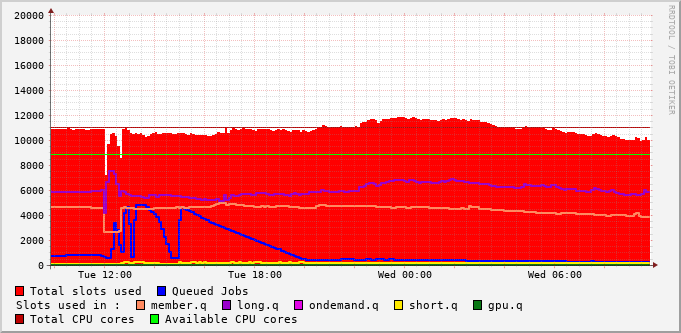 20000
18000
16000
14000
12000
10000
8000
6000
4000
2000
0
Tue 12:00 Tue 18:00 Wed 00:00 Wed 06:00
RRDTOOL / TOBI OETIKER
Total slots used Queued Jobs
Slots used in : member.q long.q ondemand.q short.q gpu.q
Total CPU cores Available CPU cores